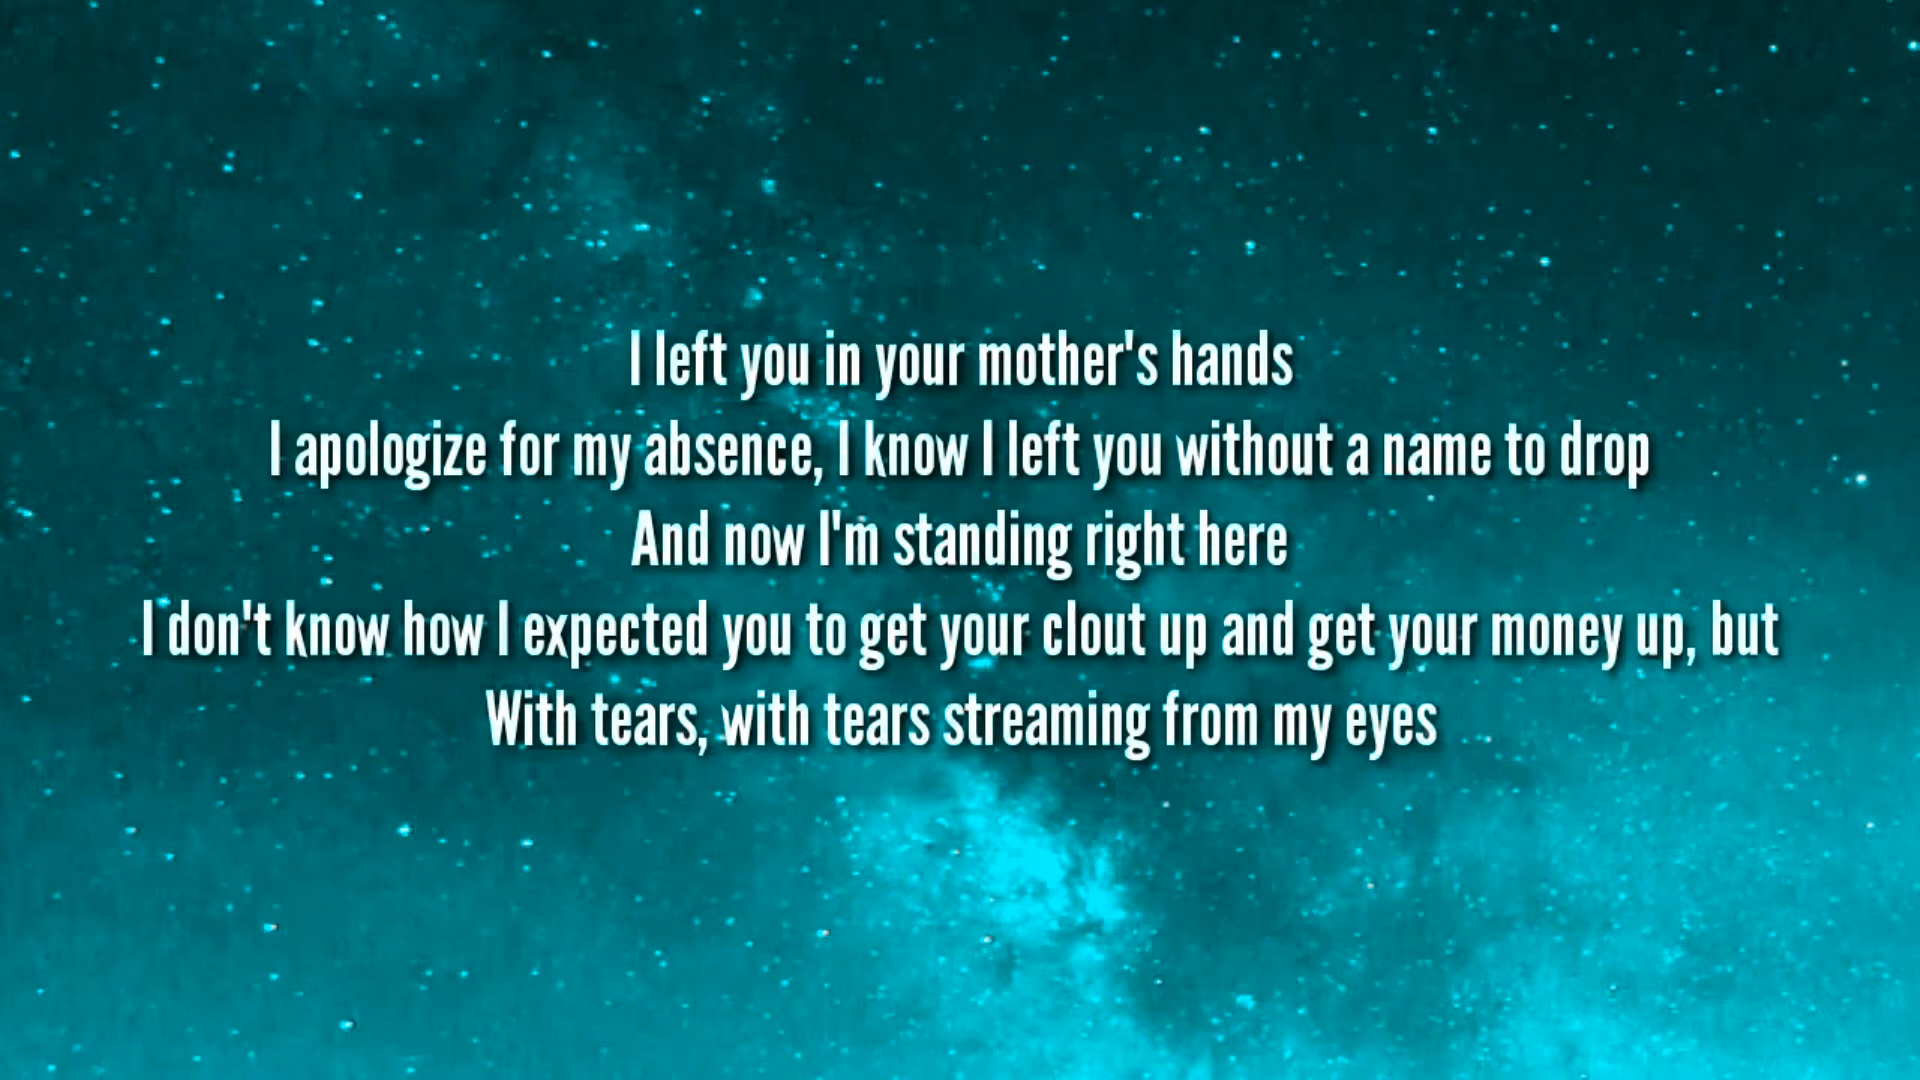 I left you in your mother's hands
I apologize for my absence, I know I left you without a name to drop
And now I'm standing right here
I don't know how I expected you to get your clout up and get your money up, but
With tears, with tears streaming from my eyes